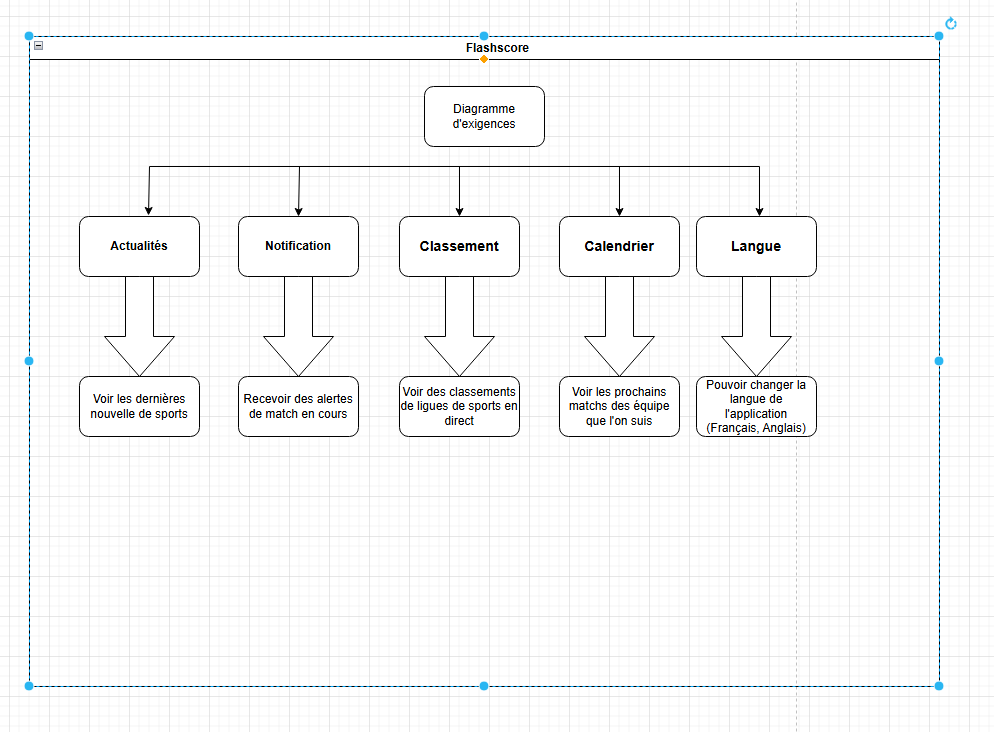 Flashscore
Diagramme
d'exigences
Actualités
Notification
Classement
Calendrier
Langue
Voir les dernières
nouvelle de sports
Recevoir des alertes
de match en cours
Voir des classements
de ligues de sports en
direct
Voir les prochains
matchs des équipe
que l'on suis
Pouvoir changer la
langue de
l'application
(Français, Anglais)